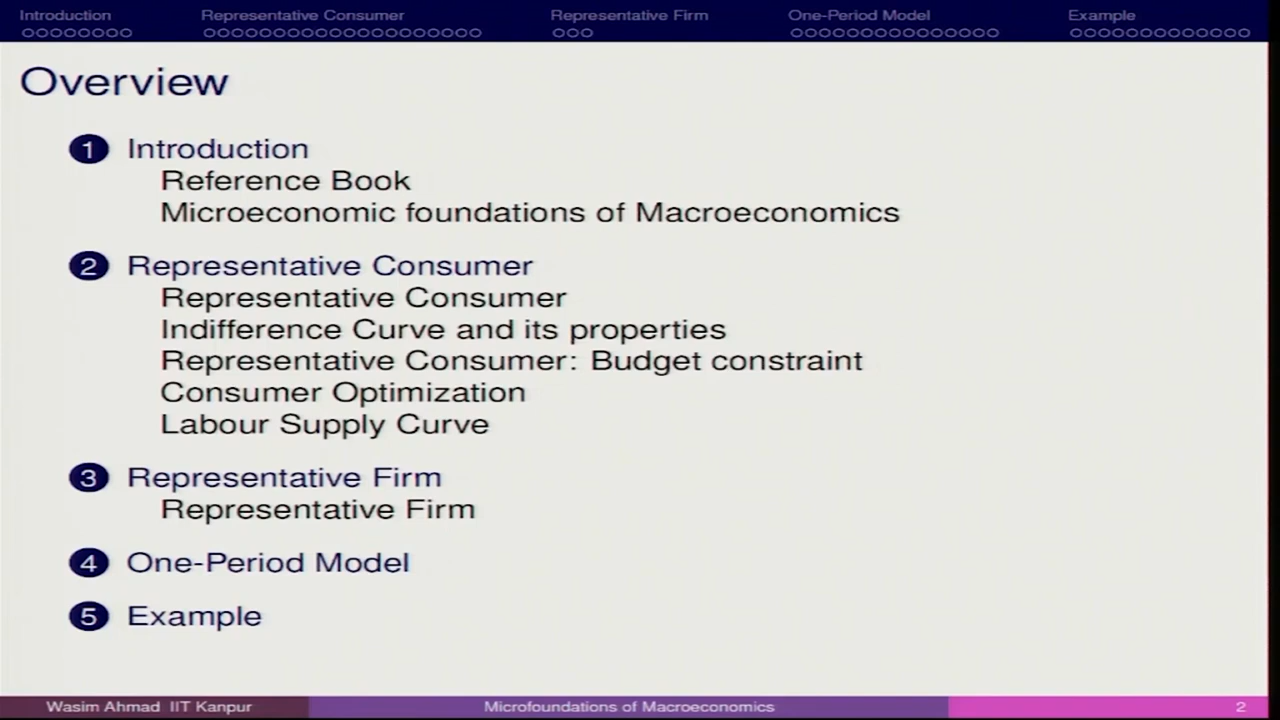 Introduction Representative Consumer Representative Firm One-Period Model Example
Overview
1 Introduction
Reference Book
Microeconomic foundations of Macroeconomics
2 Representative Consumer
Representative Consumer
Indifference Curve and its properties
Representative Consumer: Budget constraint
Consumer Optimization
Labour Supply Curve
3 Representative Firm
Representative Firm
4 One-Period Model
5 Example
Wasim Ahmad IIT Kanpur Microfoundations of Macroeconomics 2